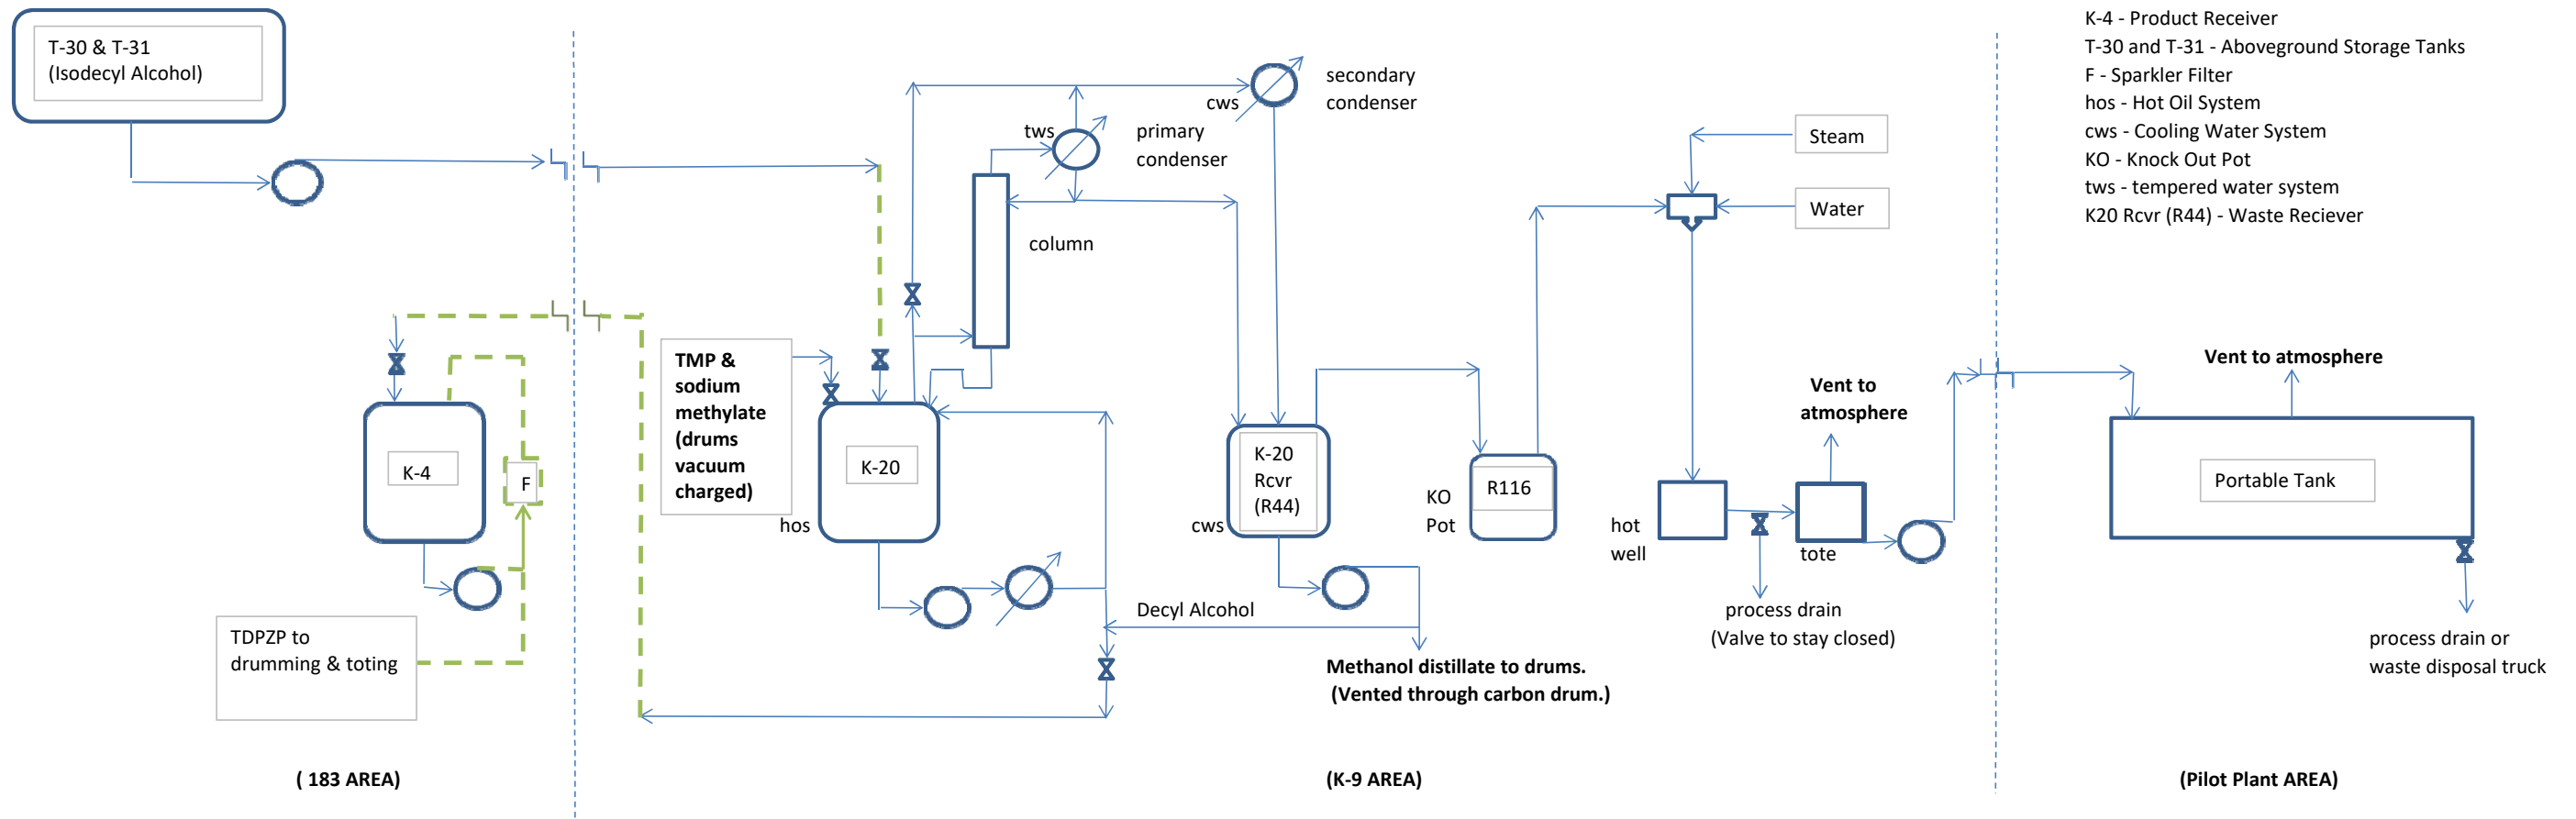 T-30 & T-31
(Isodecyl Alcohol)
K-4 - Product Receiver
T-30 and T-31 - Aboveground Storage Tanks
F - Sparkler Filter
hos - Hot Oil System
cws - Cooling Water System
KO - Knock Out Pot
tws - tempered water system
K20 Rcvr (R44) - Waste Reciever
secondary
condenser
cws
tws
primary
condenser
column
Steam
Water
TMP &
sodium
methylate
(drums
vacuum
charged)
hos
K-4
F
K-20
K-20
Rcvr
(R44)
cws
KO
Pot
R116
hot
well
Vent to
atmosphere
tote
process drain
(Valve to stay closed)
Vent to atmosphere
Portable Tank
process drain or
waste disposal truck
TDPZP to
drumming & toting
Decyl Alcohol
Methanol distillate to drums.
(Vented through carbon drum.)
( 183 AREA)
(K-9 AREA)
(Pilot Plant AREA)